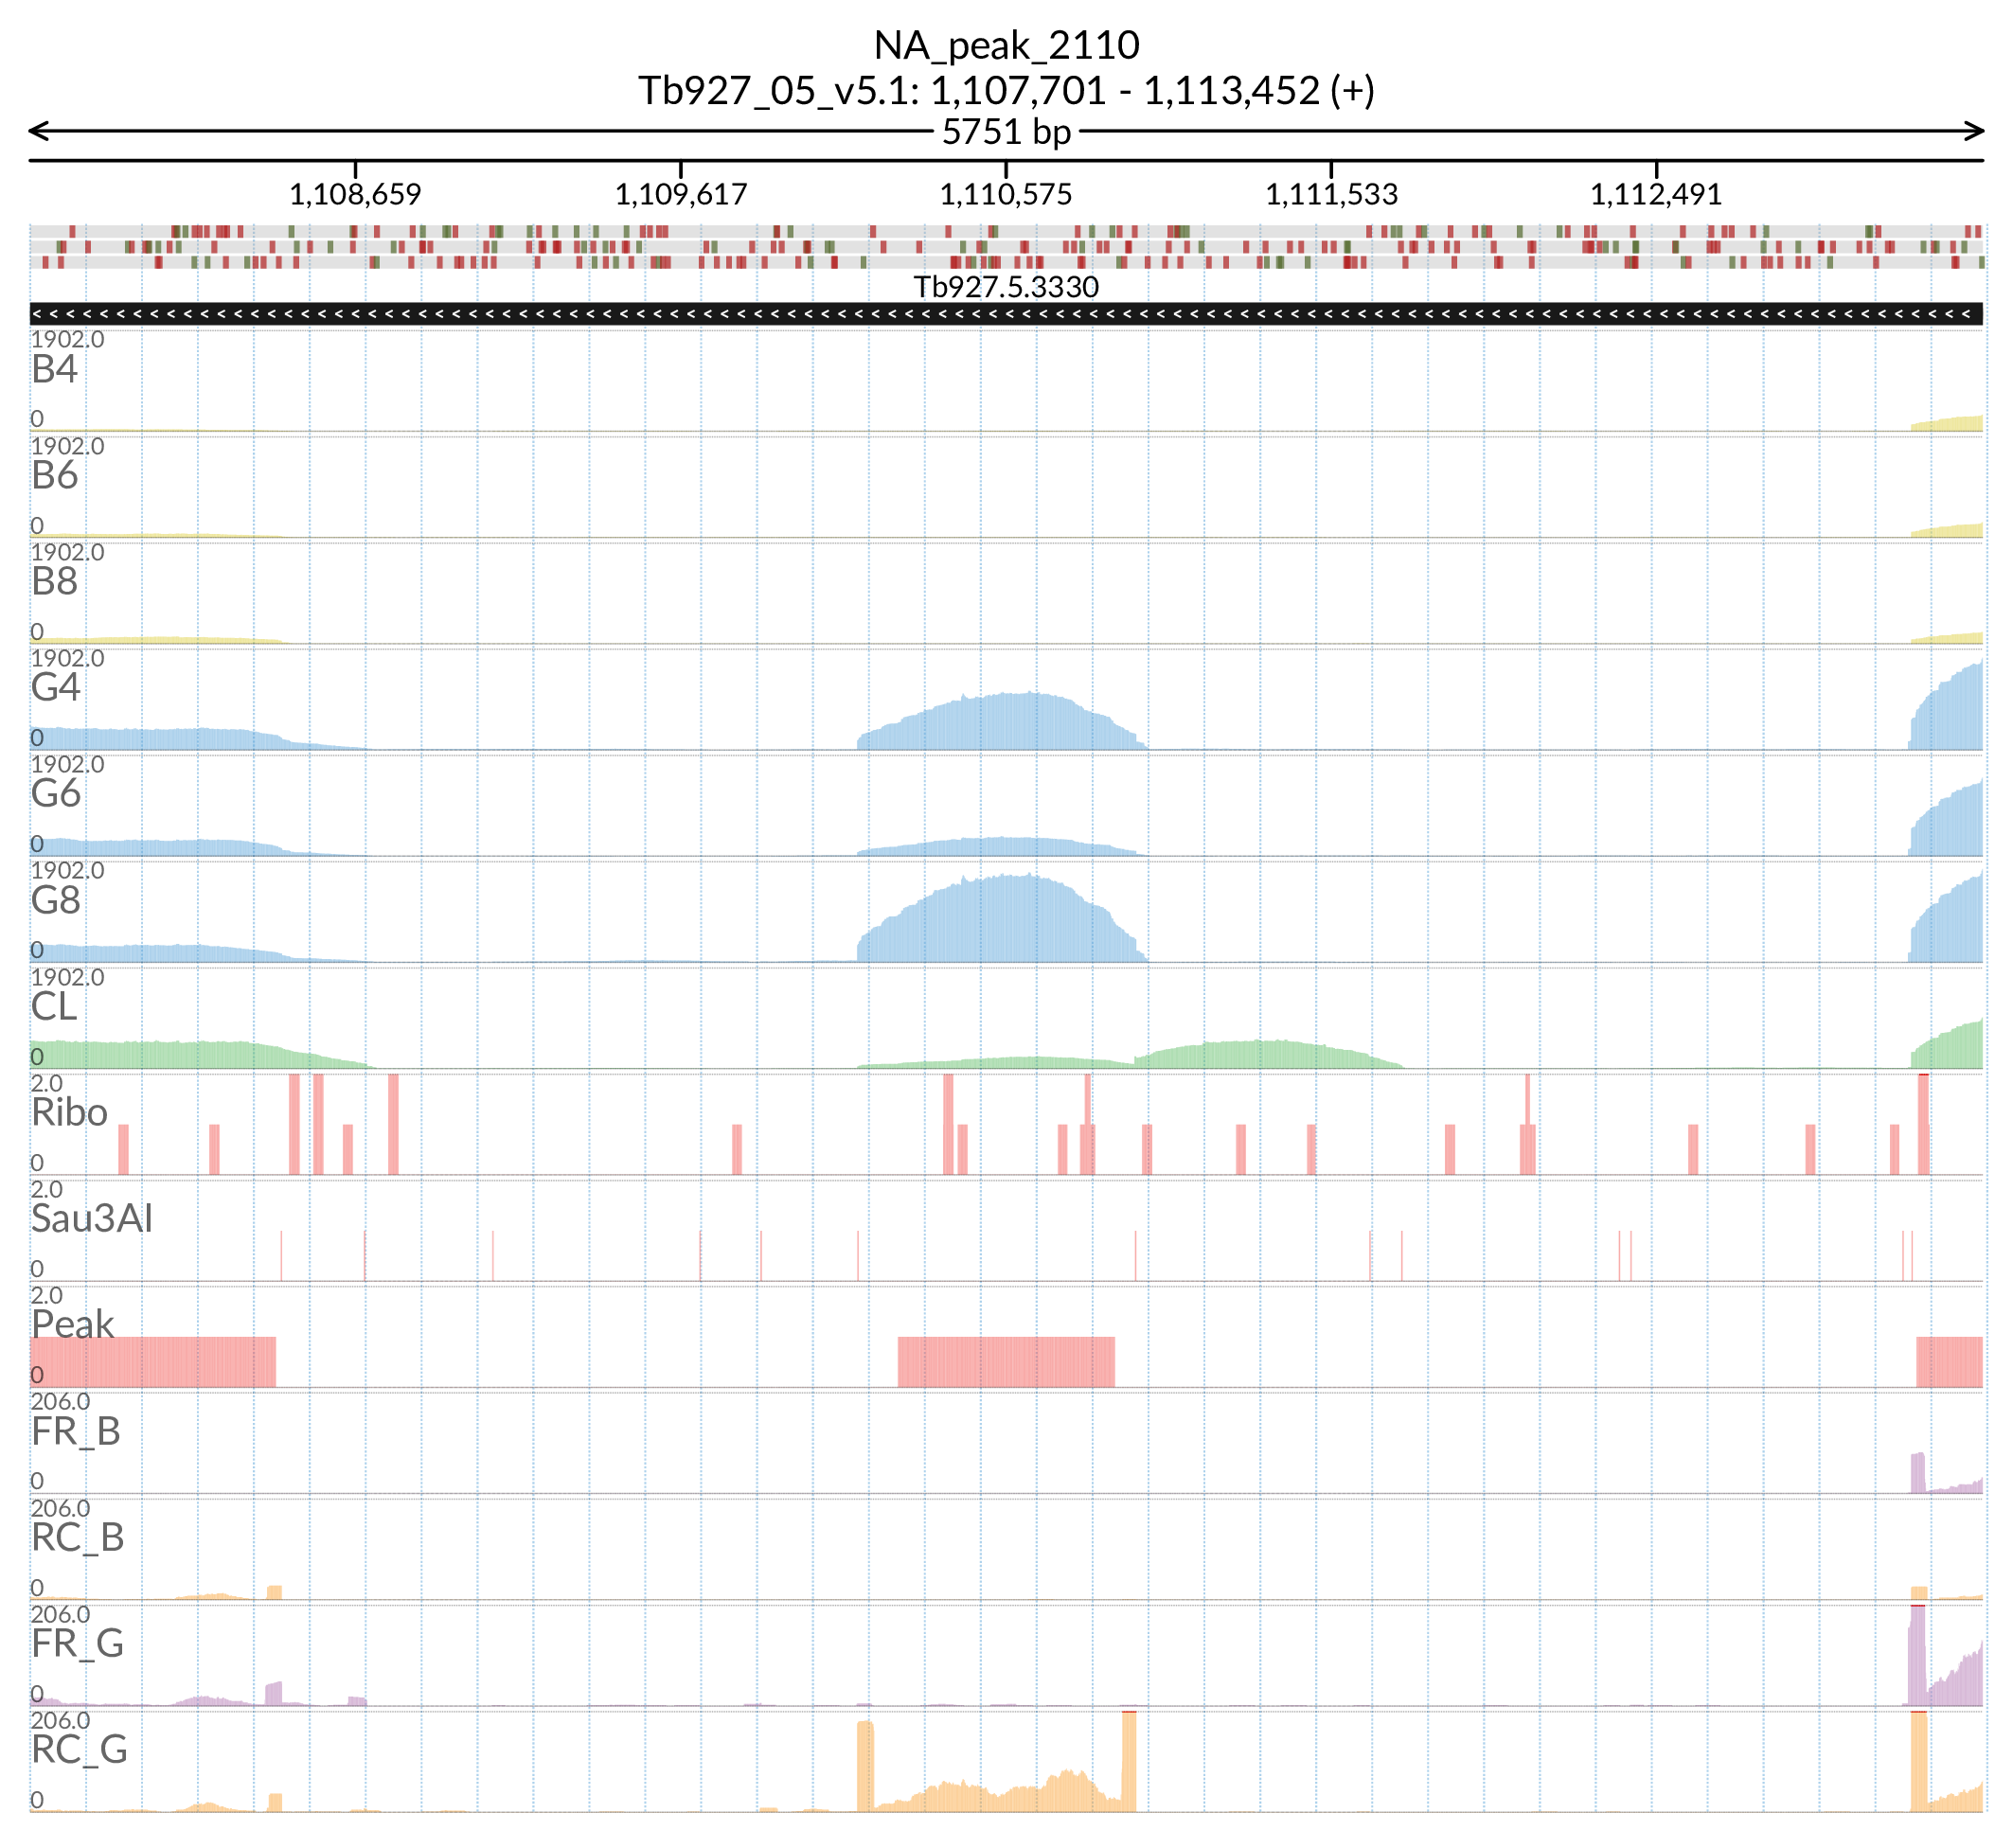 NA_peak_2110
Tb927_05_v5.1: 1,107,701 - 1,113,452 (+)
5751 bp
1,108,659 1,109,617 1,110,575 1,111,533 1,112,491
Tb927.5.3330
1902.0
B4
0
1902.0
B6
0
1902.0
B8
0
1902.0
G4
0
1902.0
G6
0
1902.0
G8
0
1902.0
CL
0
2.0
Ribo
0
2.0
Sau3AI
0
2.0
Peak
0
206.0
FR_B
0
206.0
RC_B
0
206.0
FR_G
0
206.0
RC_G
0